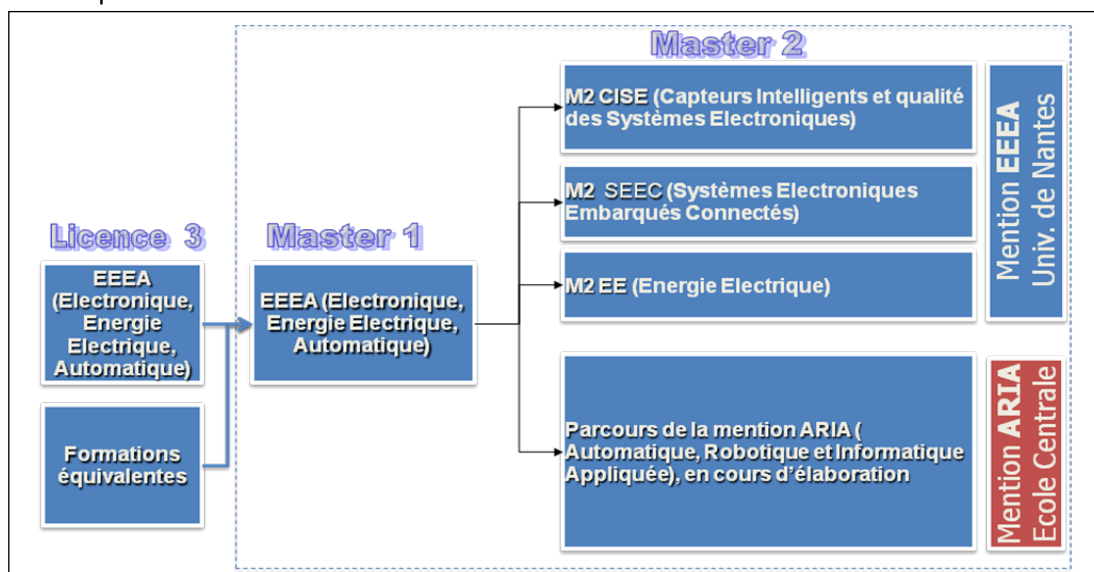 Master 2
M2 CISE (Capteurs Intelligents et qualité
des Systèmes Electroniques)
M2 SEEC (Systèmes Electroniques
Embarqués Connectés)
M2 EE (Energie Electrique)
Mention EEEA
Univ. de Nantes
Licence 3
EEEA
(Electronique,
Energie
Electrique,
Automatique)
Formations
équivalentes
Master 1
EEEA (Electronique,
Energie Electrique,
Automatique)
Parcours de la mention ARIA (
Automatique, Robotique et Informatique
Appliquée), en cours d'élaboration
Mention ARIA
Ecole Centrale